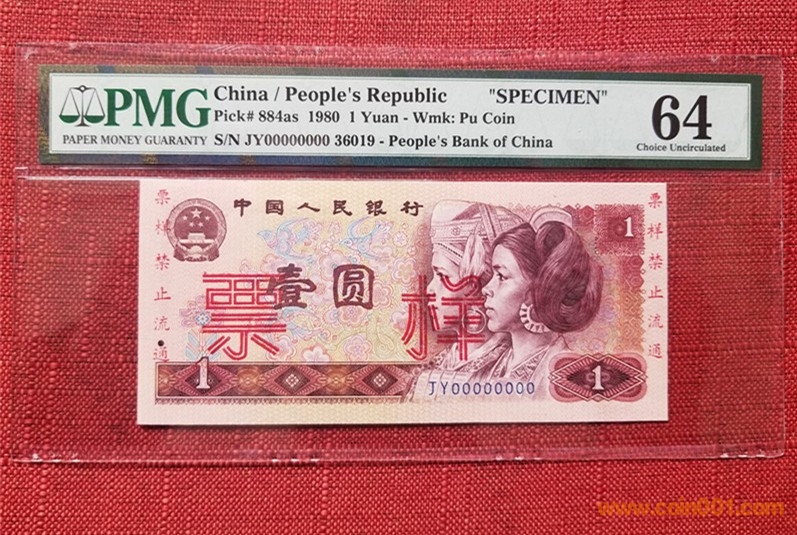 PMG
PAPER MONEY GUARANTY
China / People's Republic "SPECIMEN"
Pick# 884as 1980 1 Yuan - Wmk: Pu Coin
S/N JY00000000 36019 - People's Bank of China
64
Choice Uncirculated
票样禁止流通
中国人民银行
1
票样禁止流通
壹圆
票样
1
JY00000000
1
www.coin001.com